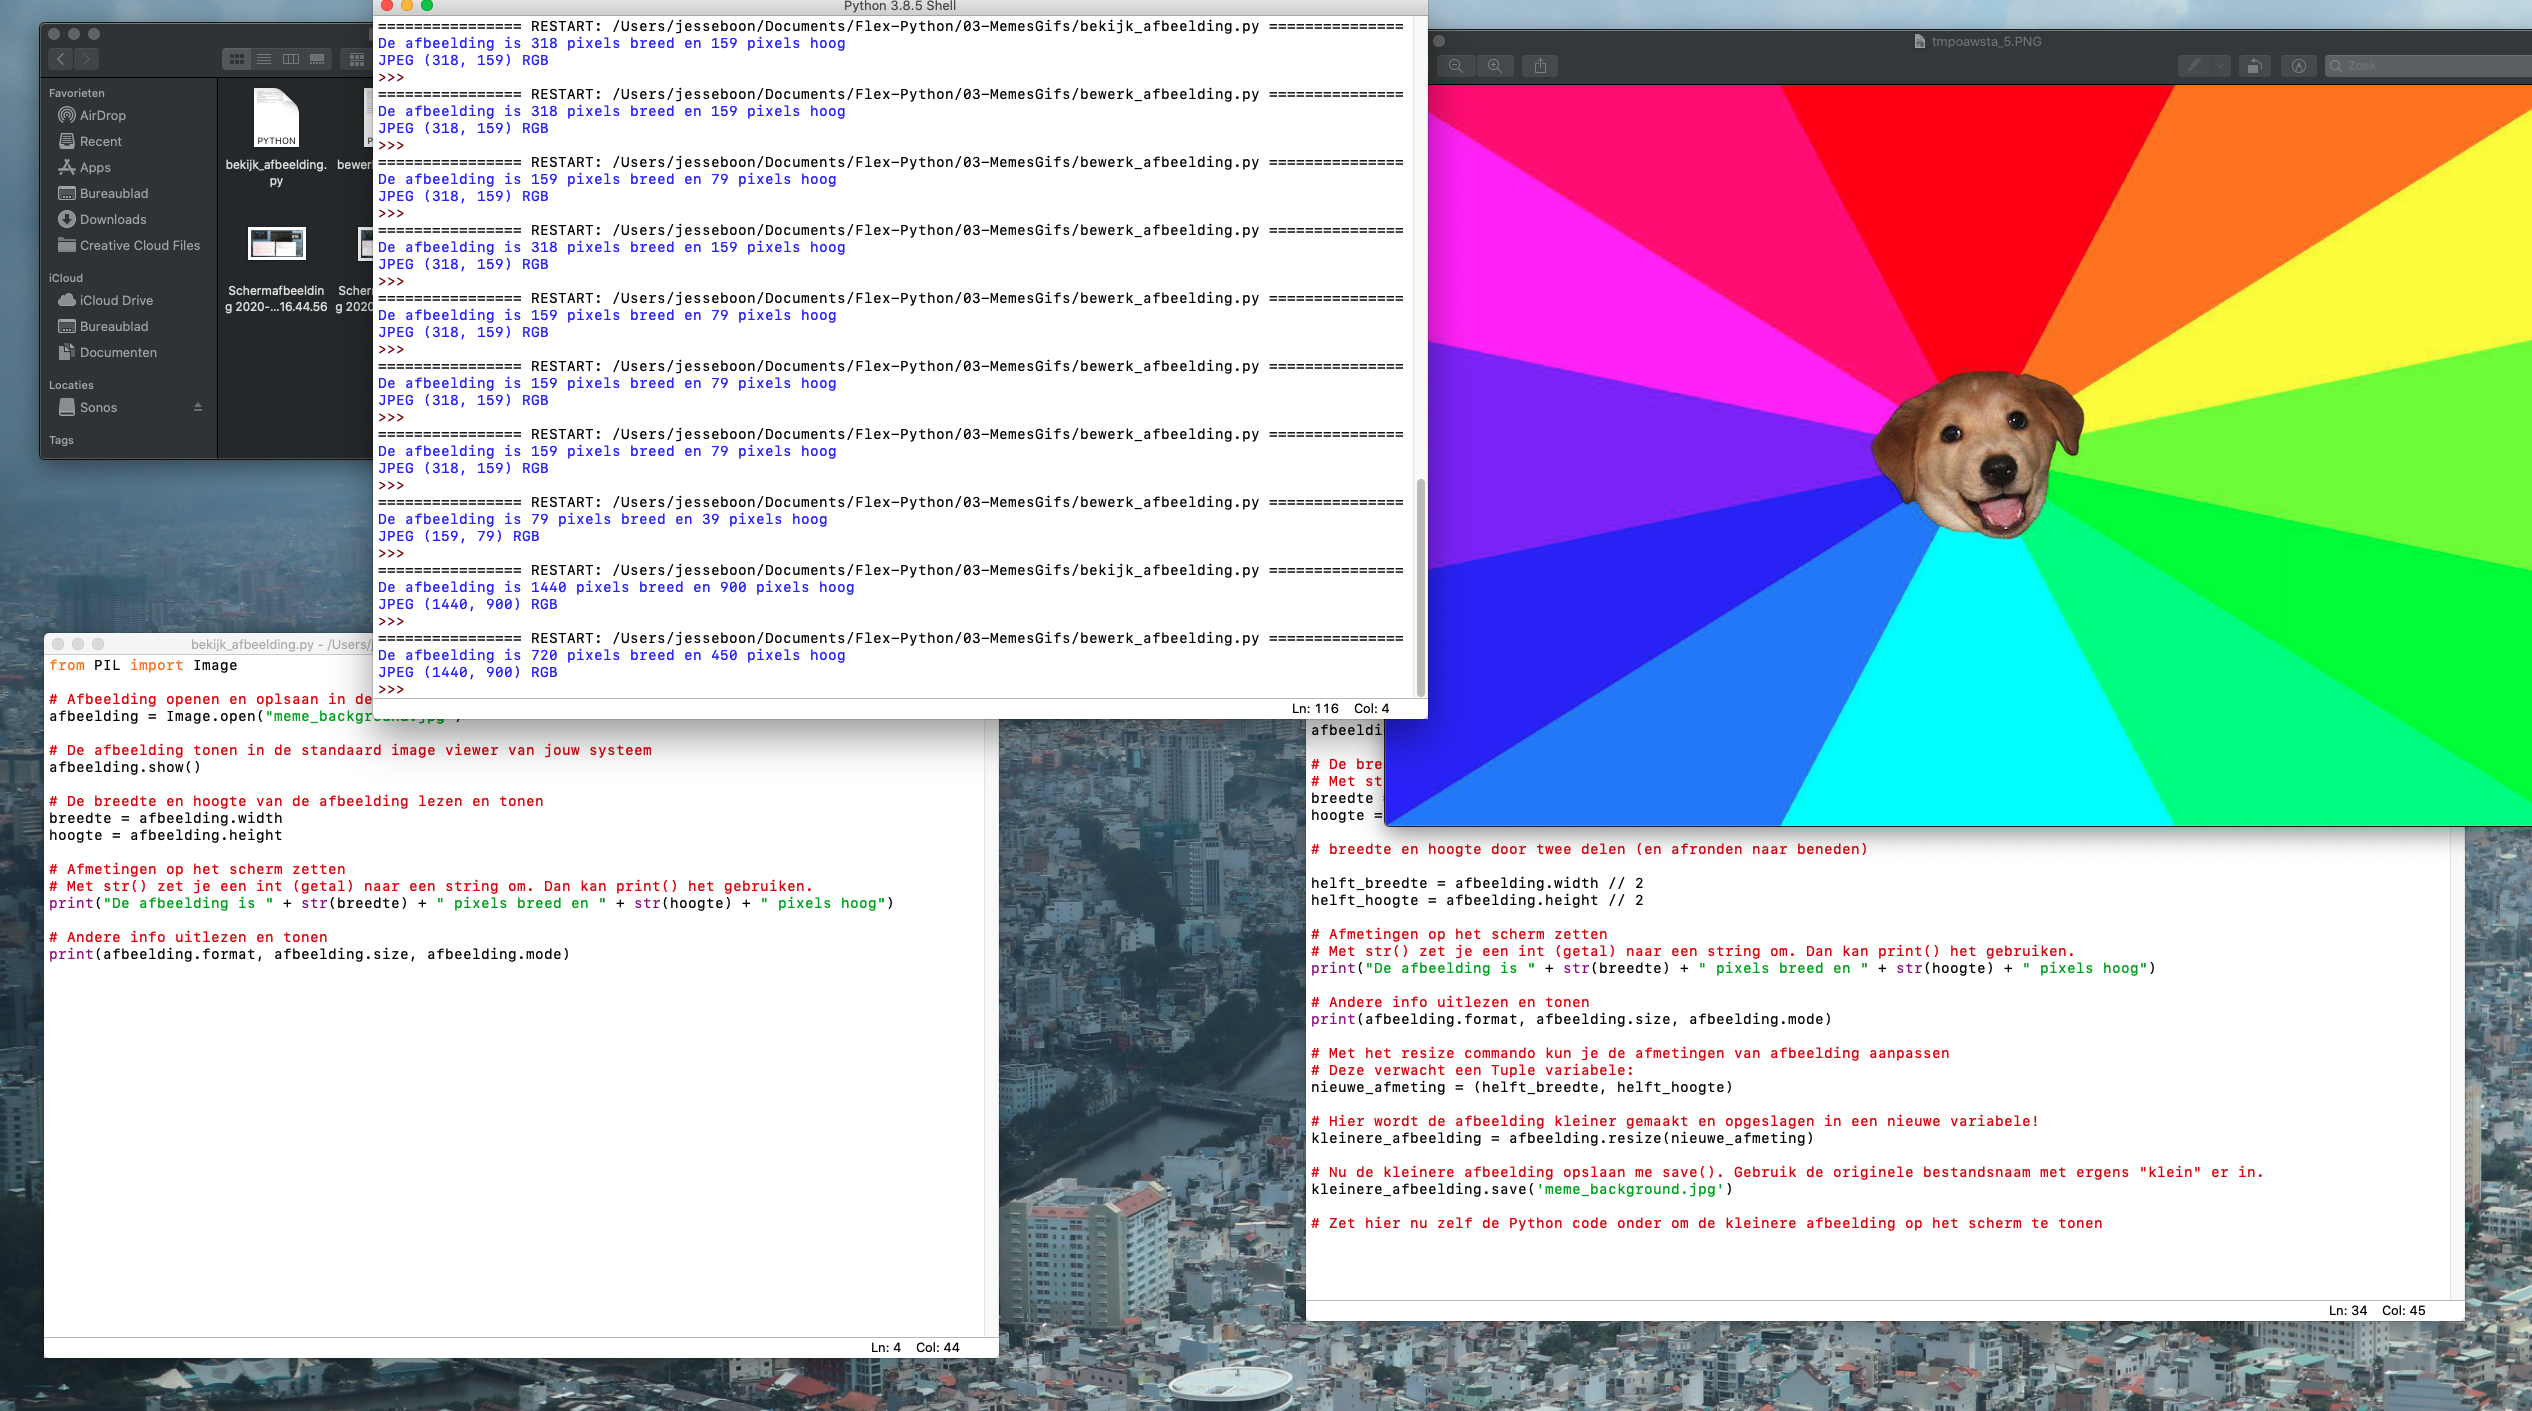 Python 3.8.5 Shell
================ RESTART: /Users/jesseboon/Documents/Flex-Python/03-MemesGifs/bekijk_afbeelding.py ===============
De afbeelding is 318 pixels breed en 159 pixels hoog
JPEG (318, 159) RGB
>>>
================ RESTART: /Users/jesseboon/Documents/Flex-Python/03-MemesGifs/bewerk_afbeelding.py ===============
De afbeelding is 318 pixels breed en 159 pixels hoog
JPEG (318, 159) RGB
>>>
================ RESTART: /Users/jesseboon/Documents/Flex-Python/03-MemesGifs/bewerk_afbeelding.py ===============
De afbeelding is 159 pixels breed en 79 pixels hoog
JPEG (318, 159) RGB
>>>
================ RESTART: /Users/jesseboon/Documents/Flex-Python/03-MemesGifs/bewerk_afbeelding.py ===============
De afbeelding is 318 pixels breed en 159 pixels hoog
JPEG (318, 159) RGB
>>>
================ RESTART: /Users/jesseboon/Documents/Flex-Python/03-MemesGifs/bewerk_afbeelding.py ===============
De afbeelding is 159 pixels breed en 79 pixels hoog
JPEG (318, 159) RGB
>>>
================ RESTART: /Users/jesseboon/Documents/Flex-Python/03-MemesGifs/bewerk_afbeelding.py ===============
De afbeelding is 159 pixels breed en 79 pixels hoog
JPEG (318, 159) RGB
>>>
================ RESTART: /Users/jesseboon/Documents/Flex-Python/03-MemesGifs/bewerk_afbeelding.py ===============
De afbeelding is 159 pixels breed en 79 pixels hoog
JPEG (318, 159) RGB
>>>
================ RESTART: /Users/jesseboon/Documents/Flex-Python/03-MemesGifs/bewerk_afbeelding.py ===============
De afbeelding is 79 pixels breed en 39 pixels hoog
JPEG (159, 79) RGB
>>>
================ RESTART: /Users/jesseboon/Documents/Flex-Python/03-MemesGifs/bekijk_afbeelding.py ===============
De afbeelding is 1440 pixels breed en 900 pixels hoog
JPEG (1440, 900) RGB
>>>
================ RESTART: /Users/jesseboon/Documents/Flex-Python/03-MemesGifs/bewerk_afbeelding.py ===============
De afbeelding is 720 pixels breed en 450 pixels hoog
JPEG (1440, 900) RGB
>>>
Ln: 116 Col: 4
Favorieten
AirDrop
Recent
Apps
Bureaublad
Downloads
Creative Cloud Files
iCloud
iCloud Drive
Bureaublad
Documenten
Locaties
Sonos
Tags
PYTHON
bekijk_afbeelding.
py
bewerk
Schermafbeeldin
g 2020-...16.44.56
Scher
g 2020
tmpoawsta_5.PNG
Zoek
bekijk_afbeelding.py - /Users/j
from PIL import Image
# Afbeelding openen en oplsaan in de
afbeelding = Image.open("meme_background.jpg")
# De afbeelding tonen in de standaard image viewer van jouw systeem
afbeelding.show()
# De breedte en hoogte van de afbeelding lezen en tonen
breedte = afbeelding.width
hoogte = afbeelding.height
# Afmetingen op het scherm zetten
# Met str() zet je een int (getal) naar een string om. Dan kan print() het gebruiken.
print("De afbeelding is " + str(breedte) + " pixels breed en " + str(hoogte) + " pixels hoog")
# Andere info uitlezen en tonen
print(afbeelding.format, afbeelding.size, afbeelding.mode)
Ln: 4 Col: 44
afbeeldi
# De bre
# Met st
breedte
hoogte =
# breedte en hoogte door twee delen (en afronden naar beneden)
helft_breedte = afbeelding.width // 2
helft_hoogte = afbeelding.height // 2
# Afmetingen op het scherm zetten
# Met str() zet je een int (getal) naar een string om. Dan kan print() het gebruiken.
print("De afbeelding is " + str(breedte) + " pixels breed en " + str(hoogte) + " pixels hoog")
# Andere info uitlezen en tonen
print(afbeelding.format, afbeelding.size, afbeelding.mode)
# Met het resize commando kun je de afmetingen van afbeelding aanpassen
# Deze verwacht een Tuple variabele:
nieuwe_afmeting = (helft_breedte, helft_hoogte)
# Hier wordt de afbeelding kleiner gemaakt en opgeslagen in een nieuwe variabele!
kleinere_afbeelding = afbeelding.resize(nieuwe_afmeting)
# Nu de kleinere afbeelding opslaan me save(). Gebruik de originele bestandsnaam met ergens "klein" er in.
kleinere_afbeelding.save('meme_background.jpg')
# Zet hier nu zelf de Python code onder om de kleinere afbeelding op het scherm te tonen
Ln: 34 Col: 45